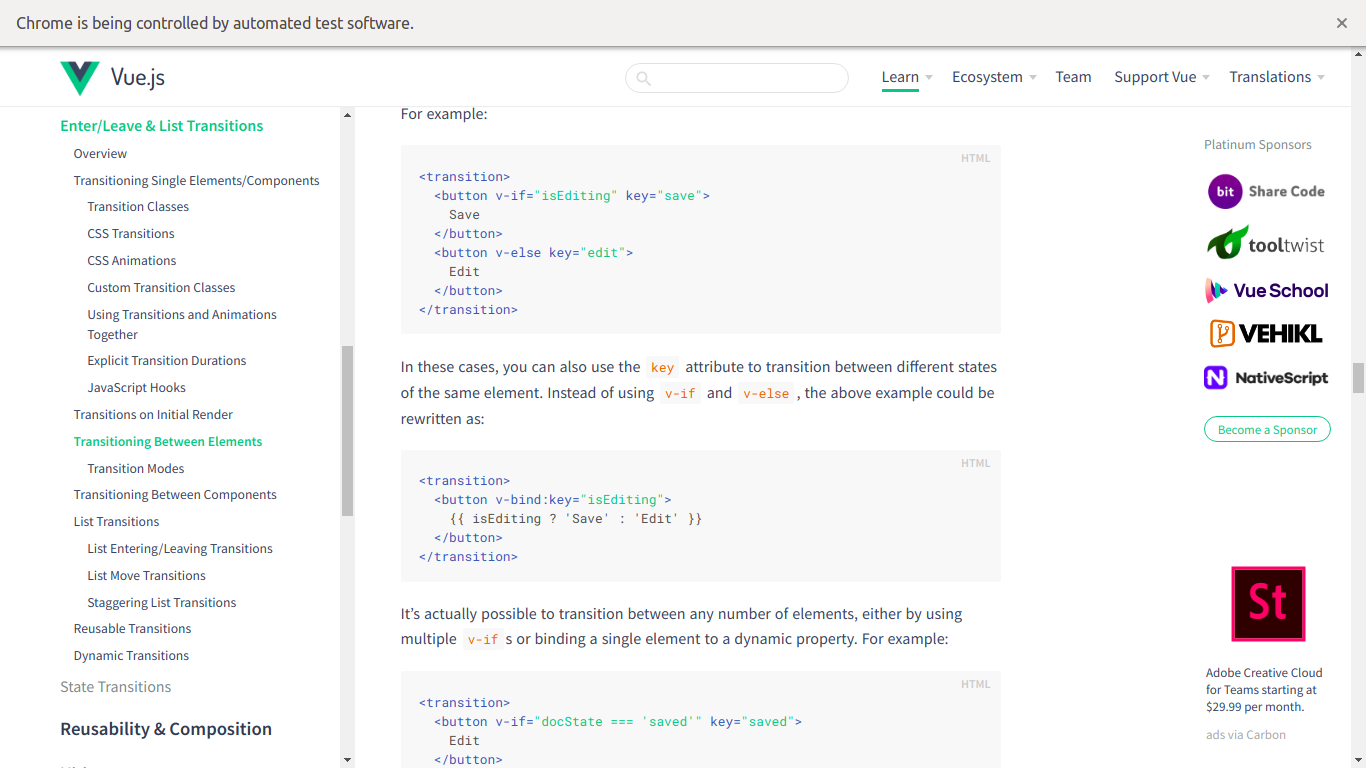 Chrome is being controlled by automated test software.
Vue.js
Learn
Ecosystem
Team
Support Vue
Translations
Enter/Leave & List Transitions
Overview
Transitioning Single Elements/Components
Transition Classes
CSS Transitions
CSS Animations
Custom Transition Classes
Using Transitions and Animations
Together
Explicit Transition Durations
JavaScript Hooks
Transitions on Initial Render
Transitioning Between Elements
Transition Modes
Transitioning Between Components
List Transitions
List Entering/Leaving Transitions
List Move Transitions
Staggering List Transitions
Reusable Transitions
Dynamic Transitions
State Transitions
Reusability & Composition
For example:
HTML
<transition>
<button v-if="isEditing" key="save">
Save
</button>
<button v-else key="edit">
Edit
</button>
</transition>
In these cases, you can also use the key attribute to transition between different states
of the same element. Instead of using v-if and v-else , the above example could be
rewritten as:
HTML
<transition>
<button v-bind:key="isEditing">
{{ isEditing ? 'Save' : 'Edit' }}
</button>
</transition>
It’s actually possible to transition between any number of elements, either by using
multiple v-if s or binding a single element to a dynamic property. For example:
HTML
<transition>
<button v-if="docState === 'saved'" key="saved">
Edit
</button>
Platinum Sponsors
bit Share Code
tooltwist
Vue School
VEHIKL
NativeScript
Become a Sponsor
St
Adobe Creative Cloud
for Teams starting at
$29.99 per month.
ads via Carbon